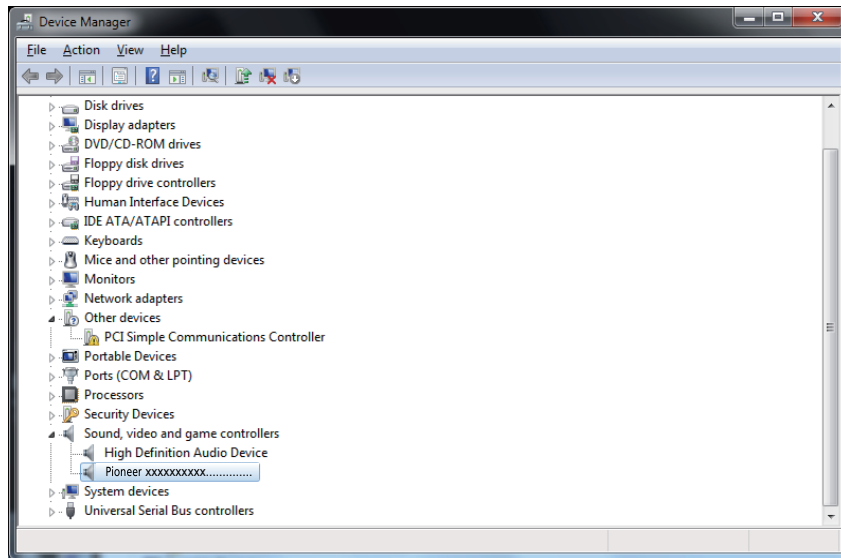 Device Manager
File Action View Help
Disk drives
Display adapters
DVD/CD-ROM drives
Floppy disk drives
Floppy drive controllers
Human Interface Devices
IDE ATA/ATAPI controllers
Keyboards
Mice and other pointing devices
Monitors
Network adapters
Other devices
PCI Simple Communications Controller
Portable Devices
Ports (COM & LPT)
Processors
Security Devices
Sound, video and game controllers
High Definition Audio Device
Pioneer xxxxxxxxxx..............
System devices
Universal Serial Bus controllers